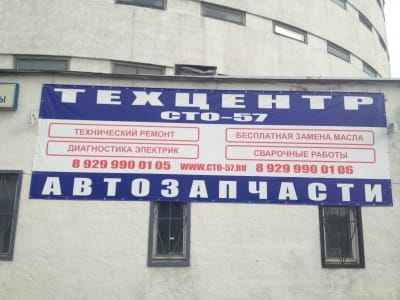 ТЕХЦЕНТР
СТО-57
ТЕХНИЧЕСКИЙ РЕМОНТ БЕСПЛАТНАЯ ЗАМЕНА МАСЛА
ДИАГНОСТИКА ЭЛЕКТРИК СВАРОЧНЫЕ РАБОТЫ
8 929 990 01 05 WWW.CTO-57.RU 8 929 990 01 06
АВТОЗАПЧАСТИ